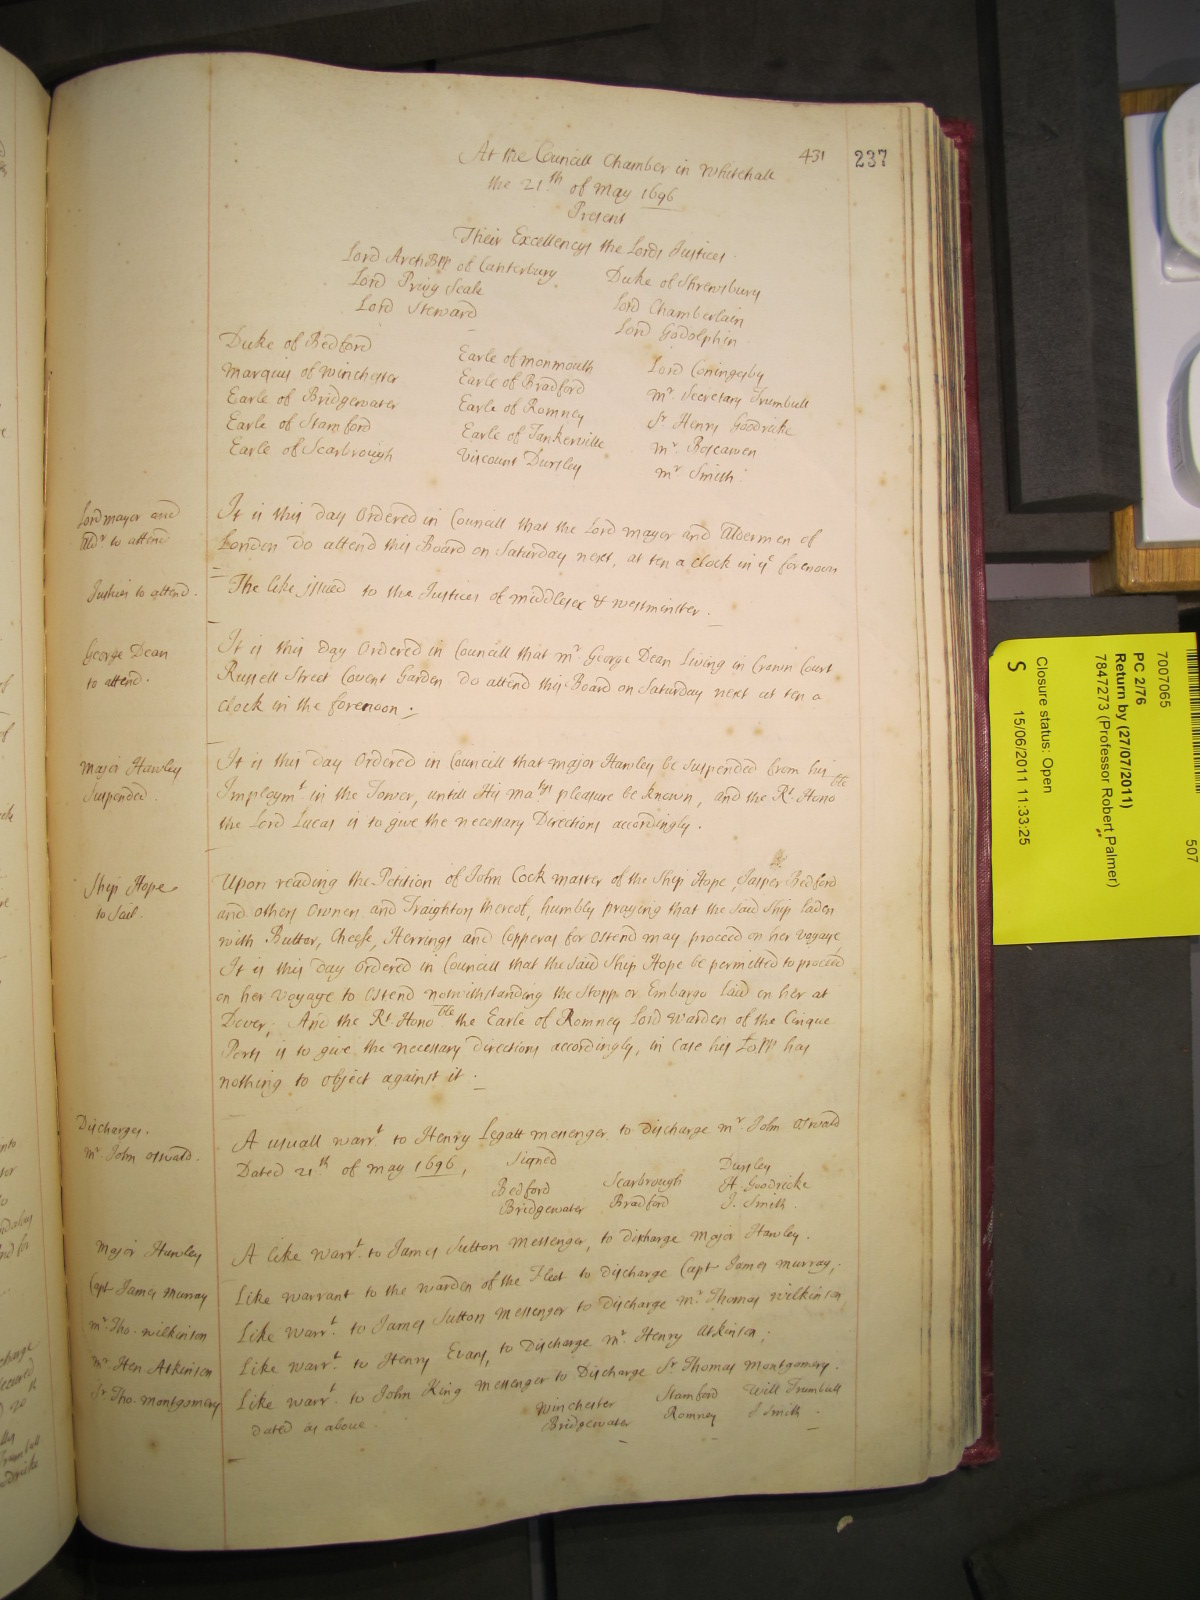 431 237
At the Councill Chamber in Whitehall
the 21th of May 1696
Present
Their Excellencys the Lords Justices.
Lord ArchBpp of Canterbury Duke of Shrewsbury
Lord Privy Seale Lord Chamberlain
Lord Steward Lord Godolphin
Duke of Bedford Earle of Monmouth Lord Coningesby
Marquis of Winchester Earle of Bradford Mr Secretary Trumbull
Earle of Bridgewater Earle of Romney Sr Henry Goodricke
Earle of Stamford Earle of Tankerville Mr Boscawen
Earle of Scarbrough Viscount Dursley Mr Smith
Lord mayor and
Aldr to attend
It is this day Ordered in Councill that the Lord mayor and Aldermen of
London do attend this Board on Saturday next, at ten a clock in ye forenoon
Justices to attend.
The like issued to the Justices of Middlesex & Westminster.
George Dean
to attend.
It is this day Ordered in Councill that Mr George Dean Living in Crown Court
Russell Street Covent Garden do attend this Board on Saturday next at ten a
clock in the forenoon.
Major Hawley
Suspended
It is this day Ordered in Councill that Major Hawley be Suspended from his
Imploymt in the Tower, untill His Matys pleasure be known, and the Rt Honoble
the Lord Lucas is to give the necessary Directions accordingly.
Ship Hope
to Sail.
Upon reading the Petition of John Cock master of the Ship Hope, Jasper Bedford
and others Owners and Fraighters thereof, humbly praying that the said Ship laden
with Butter, Cheese, Herrings and Copperas for Ostend may proceed on her voyage
It is this day Ordered in Councill that the said Ship Hope be permitted to proceed
on her Voyage to Ostend notwithstanding the Stopp or Embargo laid on her at
Dover, And the Rt Honoble the Earle of Romney Lord Warden of the Cinque
Ports is to give the necessary directions accordingly, in case his Lopp has
nothing to object against it.
Discharges.
Mr John Oswald.
A usuall warrt to Henry Legatt messenger to discharge Mr John Oswald
Dated 21th of May 1696, Signed
Bedford Scarbrough Dursley
Bridgewater Bradford H. Goodricke
J. Smith.
Major Hawley
A like warrt to James Sutton Messenger, to discharge Major Hawley.
Capt James Murray
Like warrant to the warden of the Fleet to discharge Capt James Murray,
Mr Tho. Wilkinson
Like warrt to James Sutton messenger to discharge Mr Thomas Wilkinson
Mr Hen Atkinson
Like warrt to Henry Evans, to Discharge Mr Henry Atkinson;
Sr Tho. Montgomery
Like warrt to John King messenger to Discharge Sr Thomas Montgomery.
Dated as above.
Winchester Stamford Will Trumbull
Bridgewater Romney J Smith.
7007065 507
PC 2/76
Return by (27/07/2011)
7847273 (Professor Robert Palmer)
Closure status: Open
S 15/06/2011 11:33:25